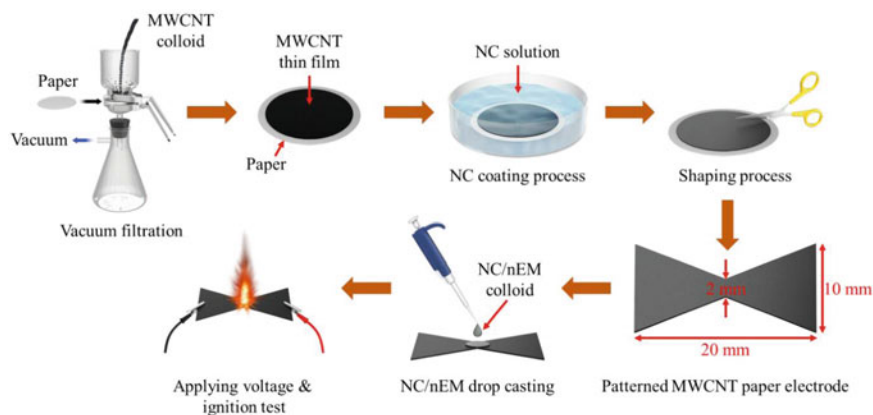 MWCNT
colloid
Paper
Vacuum
Vacuum filtration
MWCNT
thin film
Paper
NC solution
NC coating process
Shaping process
2 mm
10 mm
20 mm
Patterned MWCNT paper electrode
NC/nEM
colloid
NC/nEM drop casting
Applying voltage &
ignition test